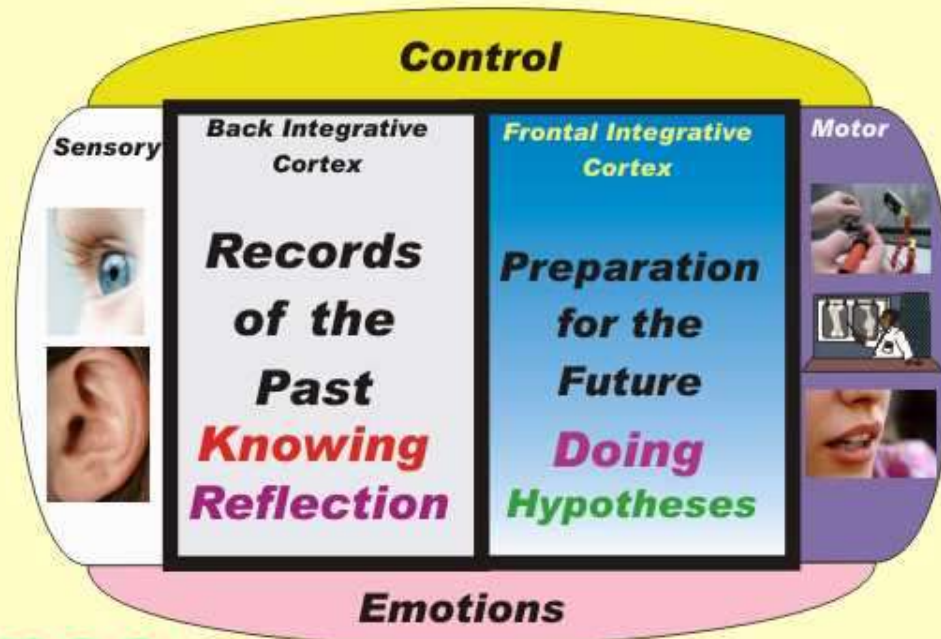 Control
Sensory
Back Integrative
Cortex
Records
of the
Past
Knowing
Reflection
Frontal Integrative
Cortex
Preparation
for the
Future
Doing
Hypotheses
Motor
Emotions